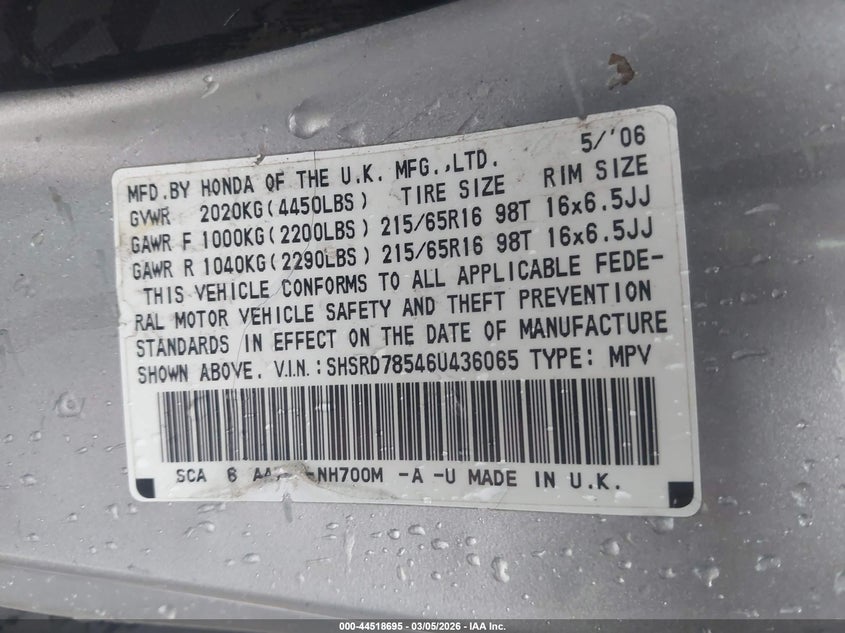 5/'06
MFD.BY HONDA OF THE U.K. MFG.,LTD.
GVWR 2020KG(4450LBS) TIRE SIZE RIM SIZE
GAWR F 1000KG(2200LBS) 215/65R16 98T 16x6.5JJ
GAWR R 1040KG(2290LBS) 215/65R16 98T 16x6.5JJ
THIS VEHICLE CONFORMS TO ALL APPLICABLE FEDE-
RAL MOTOR VEHICLE SAFETY AND THEFT PREVENTION
STANDARDS IN EFFECT ON THE DATE OF MANUFACTURE
SHOWN ABOVE. V.I.N.:SHSRD78546U436065 TYPE: MPV
SCA 6 -NH700M -A -U MADE IN U.K.
000-44518695 - 03/05/2026 - IAA Inc.